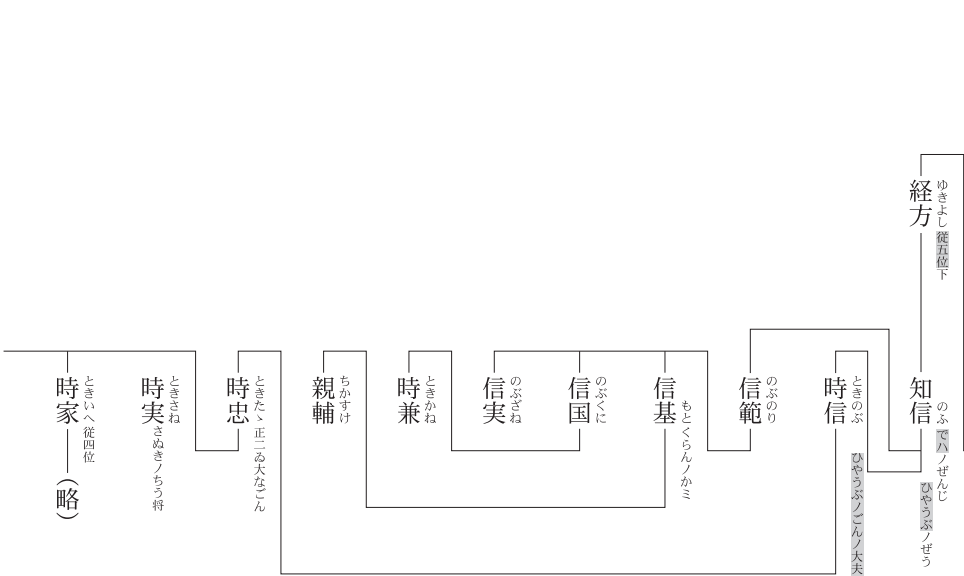 経方
ゆきよし 従五位下
知信
のふ でハノぜんじ
ひやうぶノぜう
時信
ときのぶ
ひやうぶノごんノ大夫
信範
のぶのり
信基
もとくらんノかミ
信国
のぶくに
信実
のぶざね
時兼
ときかね
親輔
ちかすけ
時忠
ときたゝ 正二ゐ大なごん
時実
ときさね
さぬきノちう将
時家
ときいへ 従四位
（略）